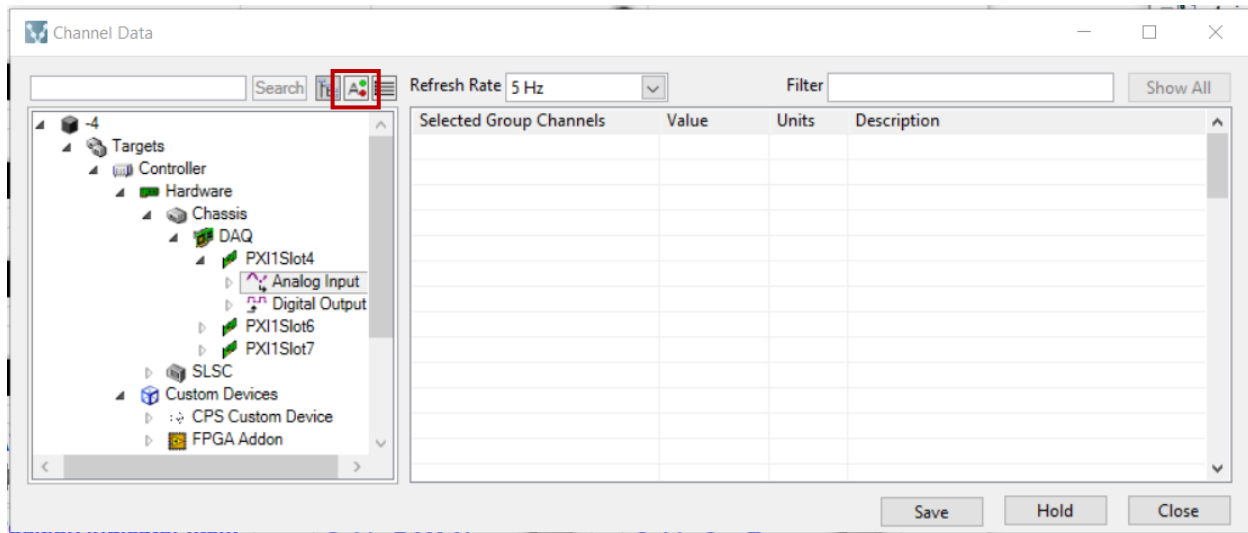 Channel Data
Search
Refresh Rate 5 Hz
Filter
Show All
-4
Targets
Controller
Hardware
Chassis
DAQ
PXI1Slot4
Analog Input
Digital Output
PXI1Slot6
PXI1Slot7
SLSC
Custom Devices
CPS Custom Device
FPGA Addon
Selected Group Channels Value Units Description
Save Hold Close